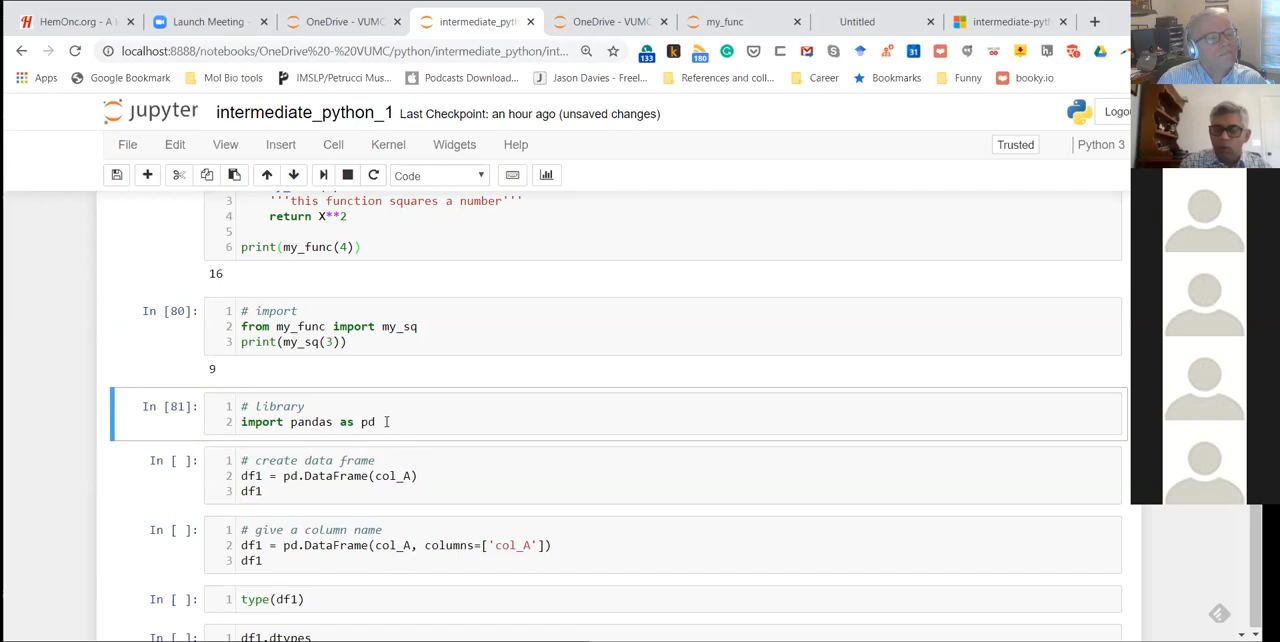 HemOnc.org - A
Launch Meeting -
OneDrive - VUMC
intermediate_pyth
OneDrive - VUMC
my_func
Untitled
intermediate-pyth
localhost:8888/notebooks/OneDrive%20-%20VUMC/python/intermediate_python/int...
133
180
31
Apps
Google Bookmark
Mol Bio tools
IMSLP/Petrucci Mus...
Podcasts Download...
Jason Davies - Freel...
References and coll...
Career
Bookmarks
Funny
booky.io
jupyter
intermediate_python_1
Last Checkpoint: an hour ago (unsaved changes)
Logo
File Edit View Insert Cell Kernel Widgets Help
Trusted
Python 3
Code
3 '''this function squares a number'''
4 return X**2
5
6 print(my_func(4))
16
In [80]:
1 # import
2 from my_func import my_sq
3 print(my_sq(3))
9
In [81]:
1 # library
2 import pandas as pd
In [ ]:
1 # create data frame
2 df1 = pd.DataFrame(col_A)
3 df1
In [ ]:
1 # give a column name
2 df1 = pd.DataFrame(col_A, columns=['col_A'])
3 df1
In [ ]:
1 type(df1)
In [ ]:
1 df1.dtypes